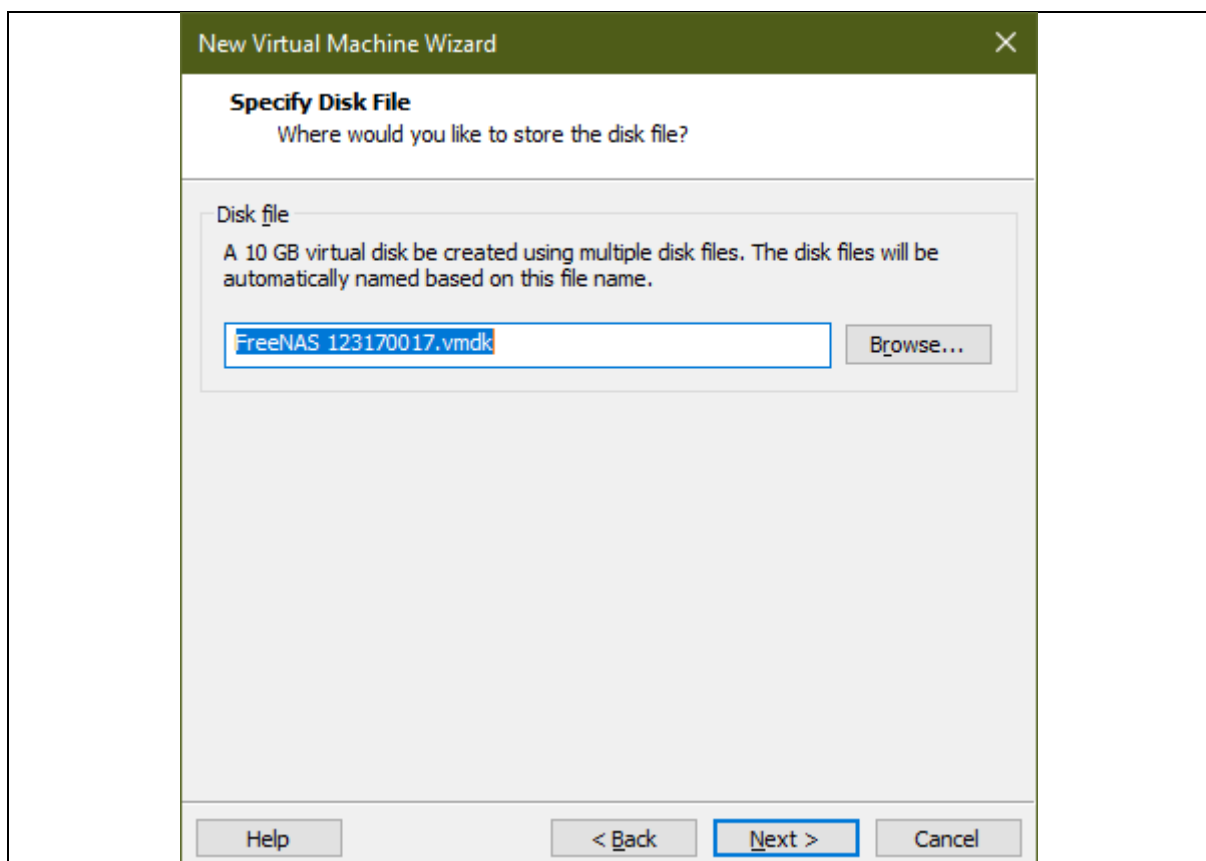 New Virtual Machine Wizard
Specify Disk File
Where would you like to store the disk file?
Disk file
A 10 GB virtual disk be created using multiple disk files. The disk files will be
automatically named based on this file name.
FreeNAS 123170017.vmdk
Browse...
Help
< Back
Next >
Cancel